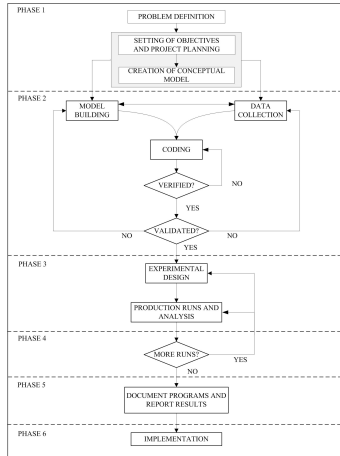 PHASE 1
PROBLEM DEFINITION
SETTING OF OBJECTIVES
AND PROJECT PLANNING
CREATION OF CONCEPTUAL
MODEL
PHASE 2
MODEL
BUILDING
DATA
COLLECTION
CODING
VERIFIED?
NO
YES
VALIDATED?
NO
NO
YES
PHASE 3
EXPERIMENTAL
DESIGN
PRODUCTION RUNS AND
ANALYSIS
PHASE 4
MORE RUNS?
YES
NO
PHASE 5
DOCUMENT PROGRAMS AND
REPORT RESULTS
PHASE 6
IMPLEMENTATION